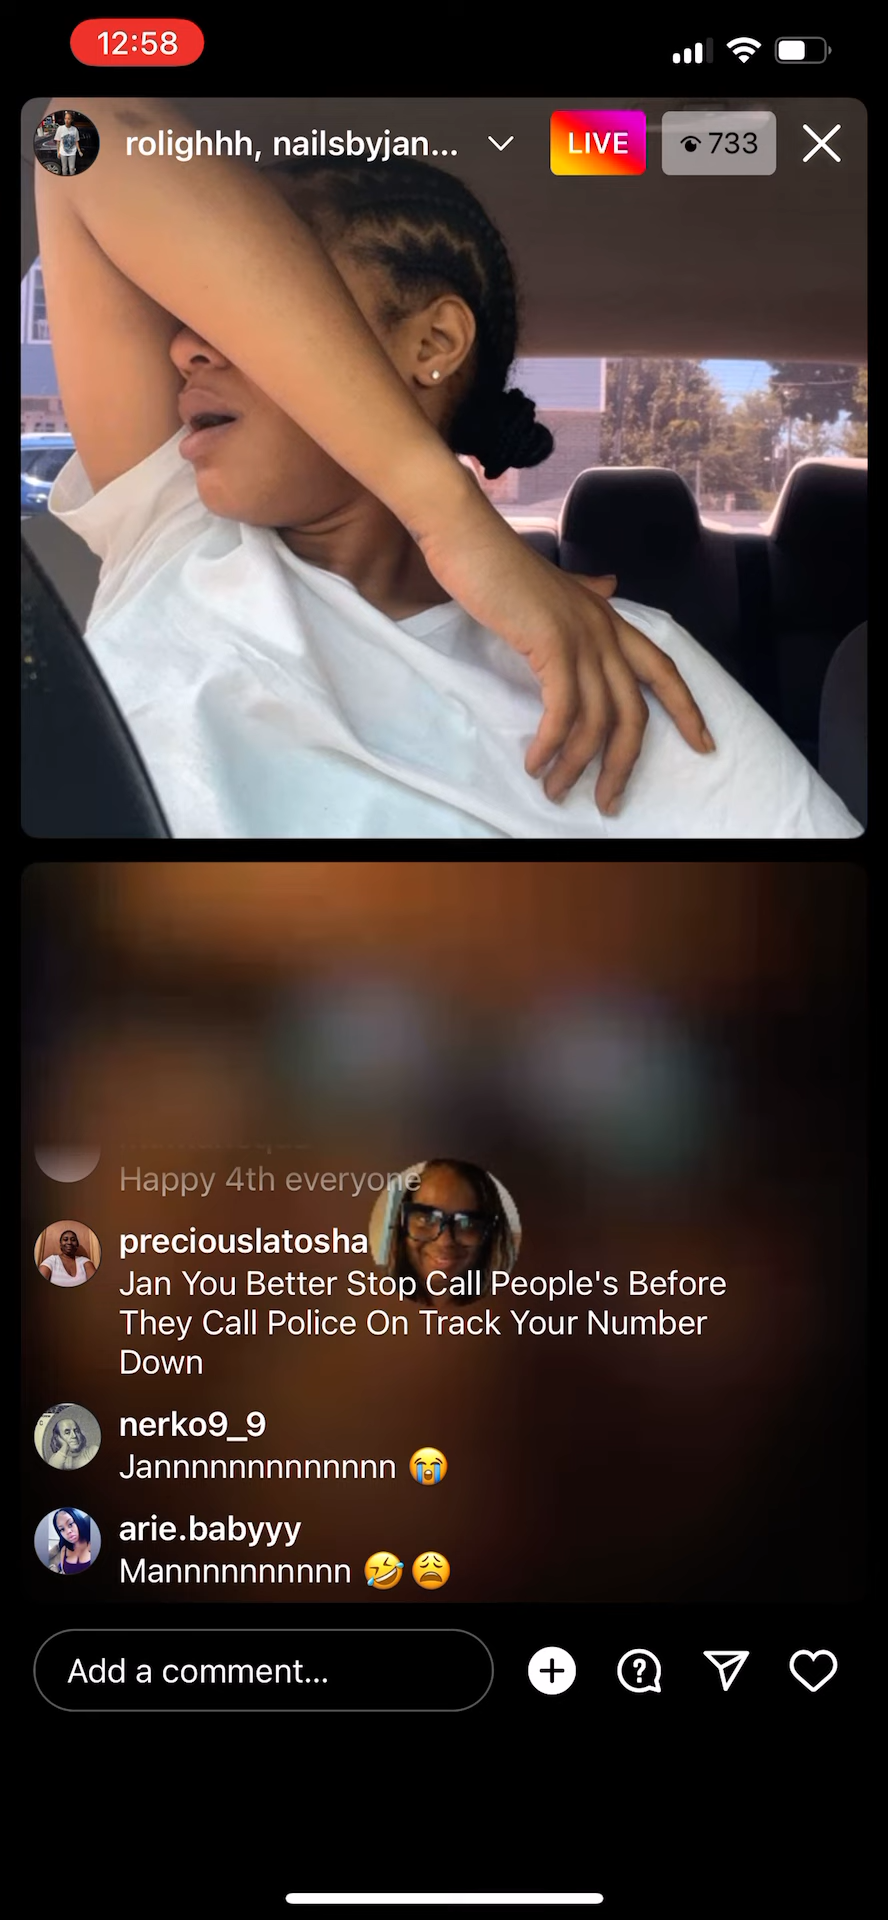 12:58
rolighhh, nailsbyjan...
LIVE
733
Happy 4th everyone
preciouslatosha
Jan You Better Stop Call People's Before
They Call Police On Track Your Number
Down
nerko9_9
Jannnnnnnnnnnnn 😭
arie.babyyy
Mannnnnnnnnn 🤣😩
Add a comment...